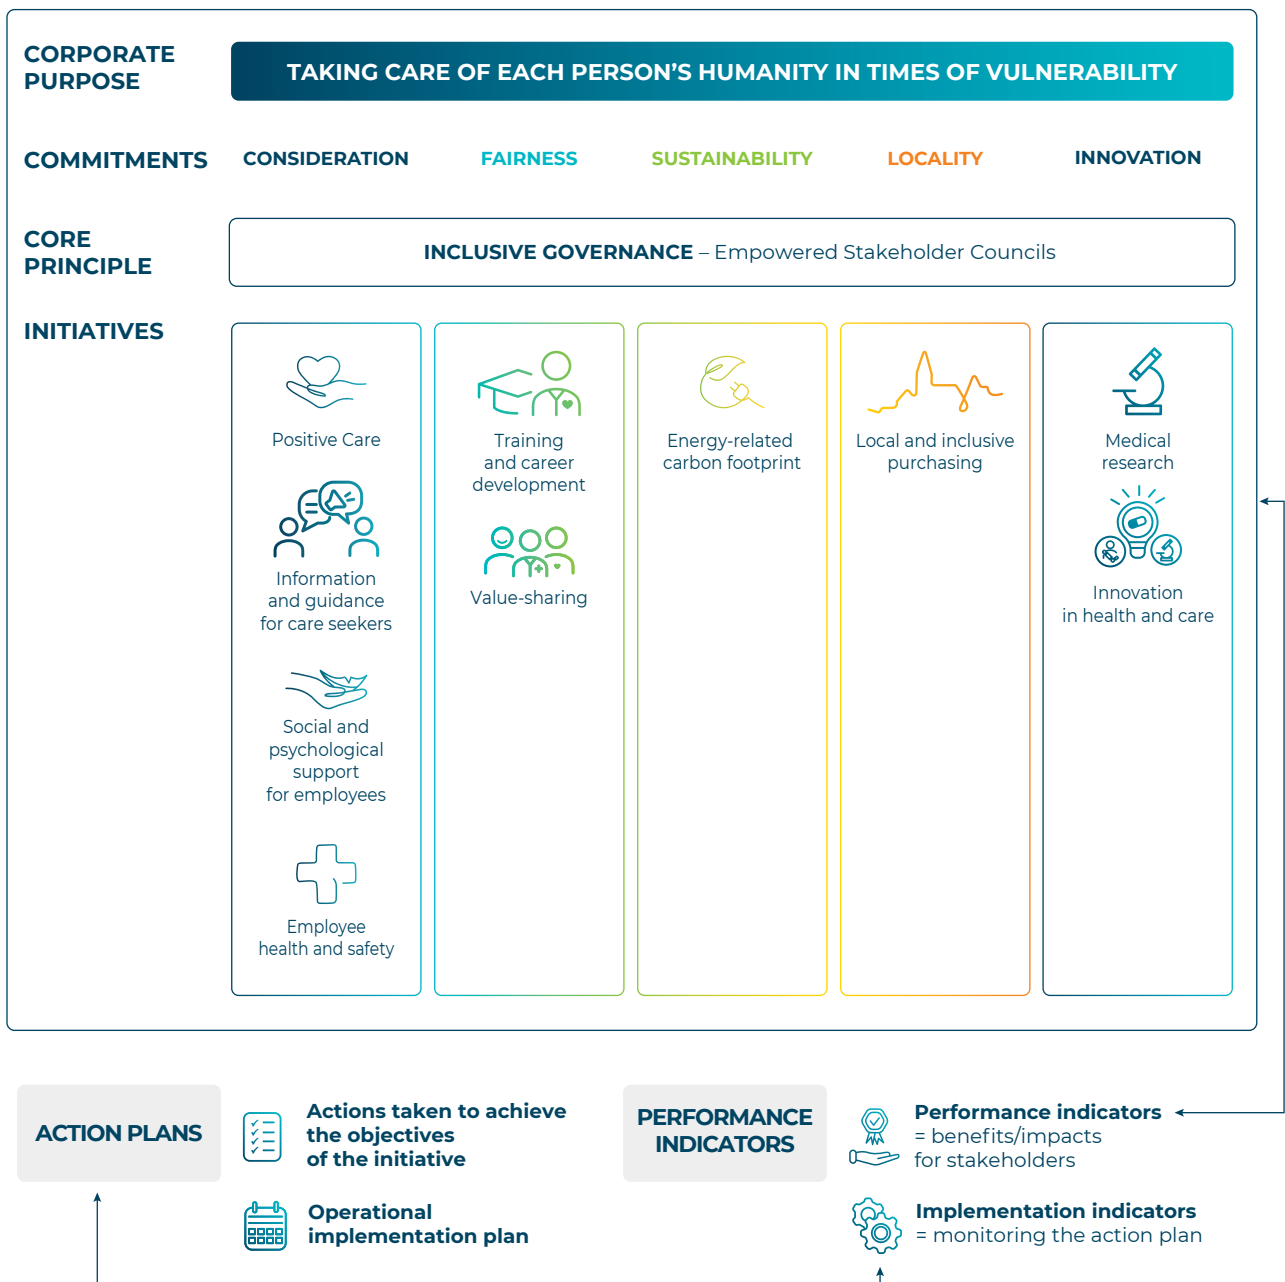 CORPORATE
PURPOSE
TAKING CARE OF EACH PERSON’S HUMANITY IN TIMES OF VULNERABILITY
COMMITMENTS
CONSIDERATION
FAIRNESS
SUSTAINABILITY
LOCALITY
INNOVATION
CORE
PRINCIPLE
INCLUSIVE GOVERNANCE – Empowered Stakeholder Councils
INITIATIVES
Positive Care
Information
and guidance
for care seekers
Social and
psychological
support
for employees
Employee
health and safety
Training
and career
development
Value-sharing
Energy-related
carbon footprint
Local and inclusive
purchasing
Medical
research
Innovation
in health and care
ACTION PLANS
Actions taken to achieve
the objectives
of the initiative
Operational
implementation plan
PERFORMANCE
INDICATORS
Performance indicators
= benefits/impacts
for stakeholders
Implementation indicators
= monitoring the action plan